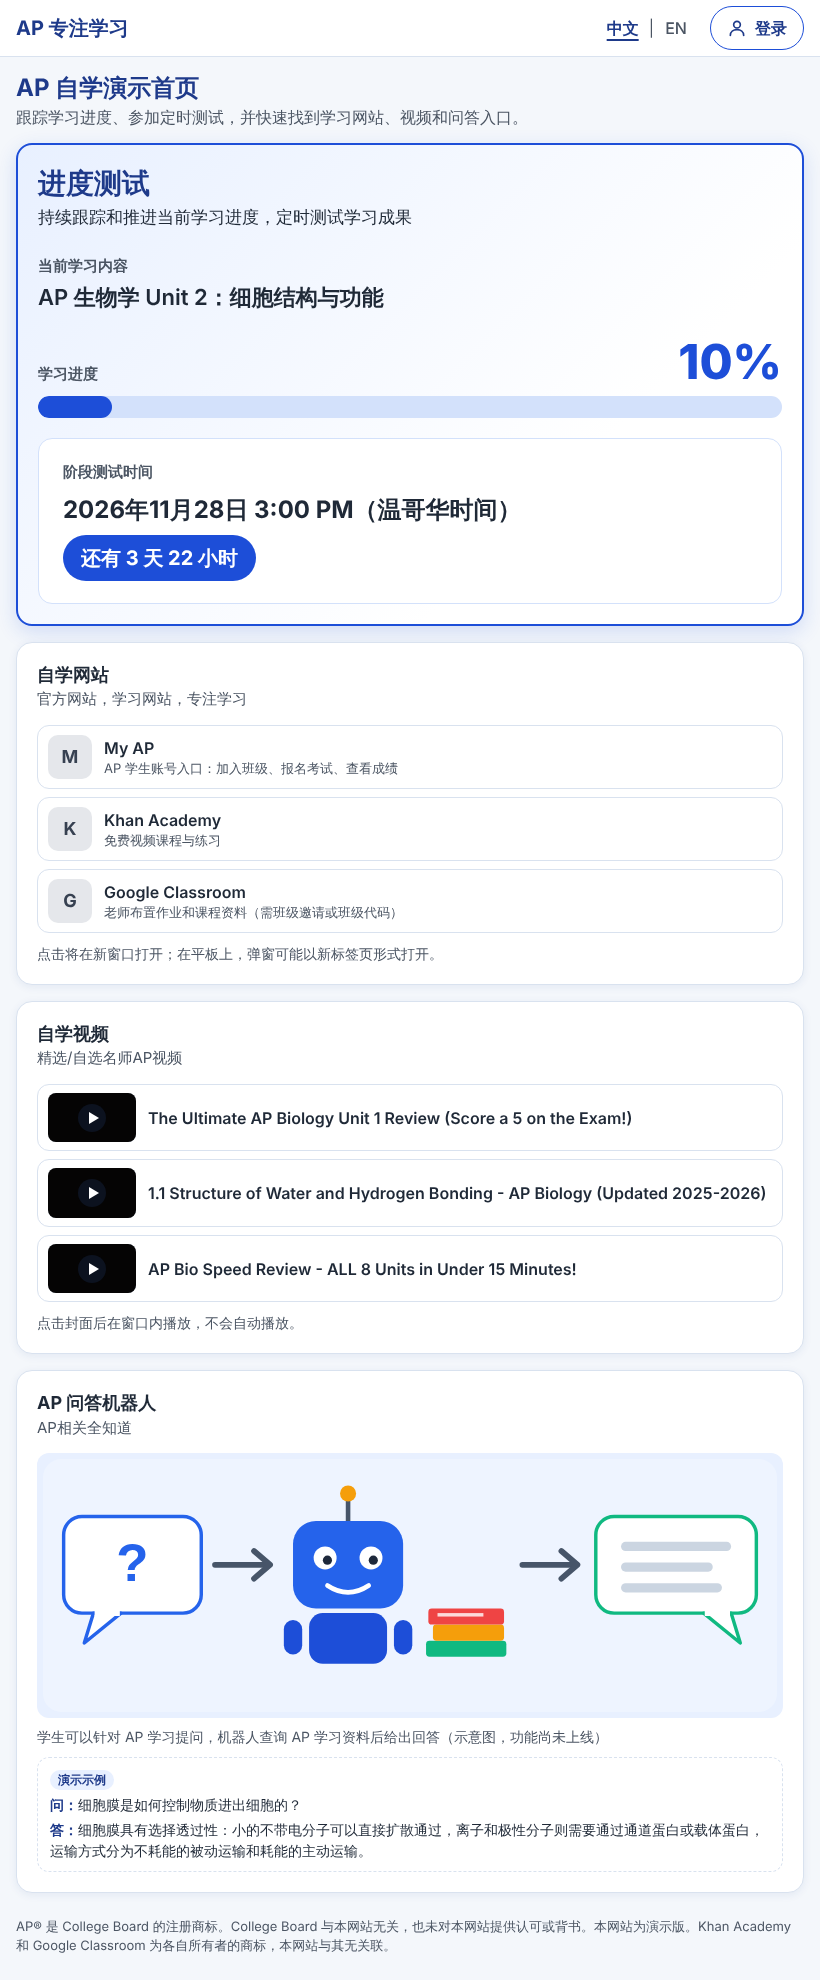 AP 专注学习
中文 | EN
登录
AP 自学演示首页
跟踪学习进度、参加定时测试，并快速找到学习网站、视频和问答入口。
进度测试
持续跟踪和推进当前学习进度，定时测试学习成果
当前学习内容
AP 生物学 Unit 2：细胞结构与功能
学习进度
10%
阶段测试时间
2026年11月28日 3:00 PM（温哥华时间）
还有 3 天 22 小时
自学网站
官方网站，学习网站，专注学习
M
My AP
AP 学生账号入口：加入班级、报名考试、查看成绩
K
Khan Academy
免费视频课程与练习
G
Google Classroom
老师布置作业和课程资料（需班级邀请或班级代码）
点击将在新窗口打开；在平板上，弹窗可能以新标签页形式打开。
自学视频
精选/自选名师AP视频
The Ultimate AP Biology Unit 1 Review (Score a 5 on the Exam!)
1.1 Structure of Water and Hydrogen Bonding - AP Biology (Updated 2025-2026)
AP Bio Speed Review - ALL 8 Units in Under 15 Minutes!
点击封面后在窗口内播放，不会自动播放。
AP 问答机器人
AP相关全知道
?
学生可以针对 AP 学习提问，机器人查询 AP 学习资料后给出回答（示意图，功能尚未上线）
演示示例
问：细胞膜是如何控制物质进出细胞的？
答：细胞膜具有选择透过性：小的不带电分子可以直接扩散通过，离子和极性分子则需要通过通道蛋白或载体蛋白，
运输方式分为不耗能的被动运输和耗能的主动运输。
AP® 是 College Board 的注册商标。College Board 与本网站无关，也未对本网站提供认可或背书。本网站为演示版。Khan Academy
和 Google Classroom 为各自所有者的商标，本网站与其无关联。